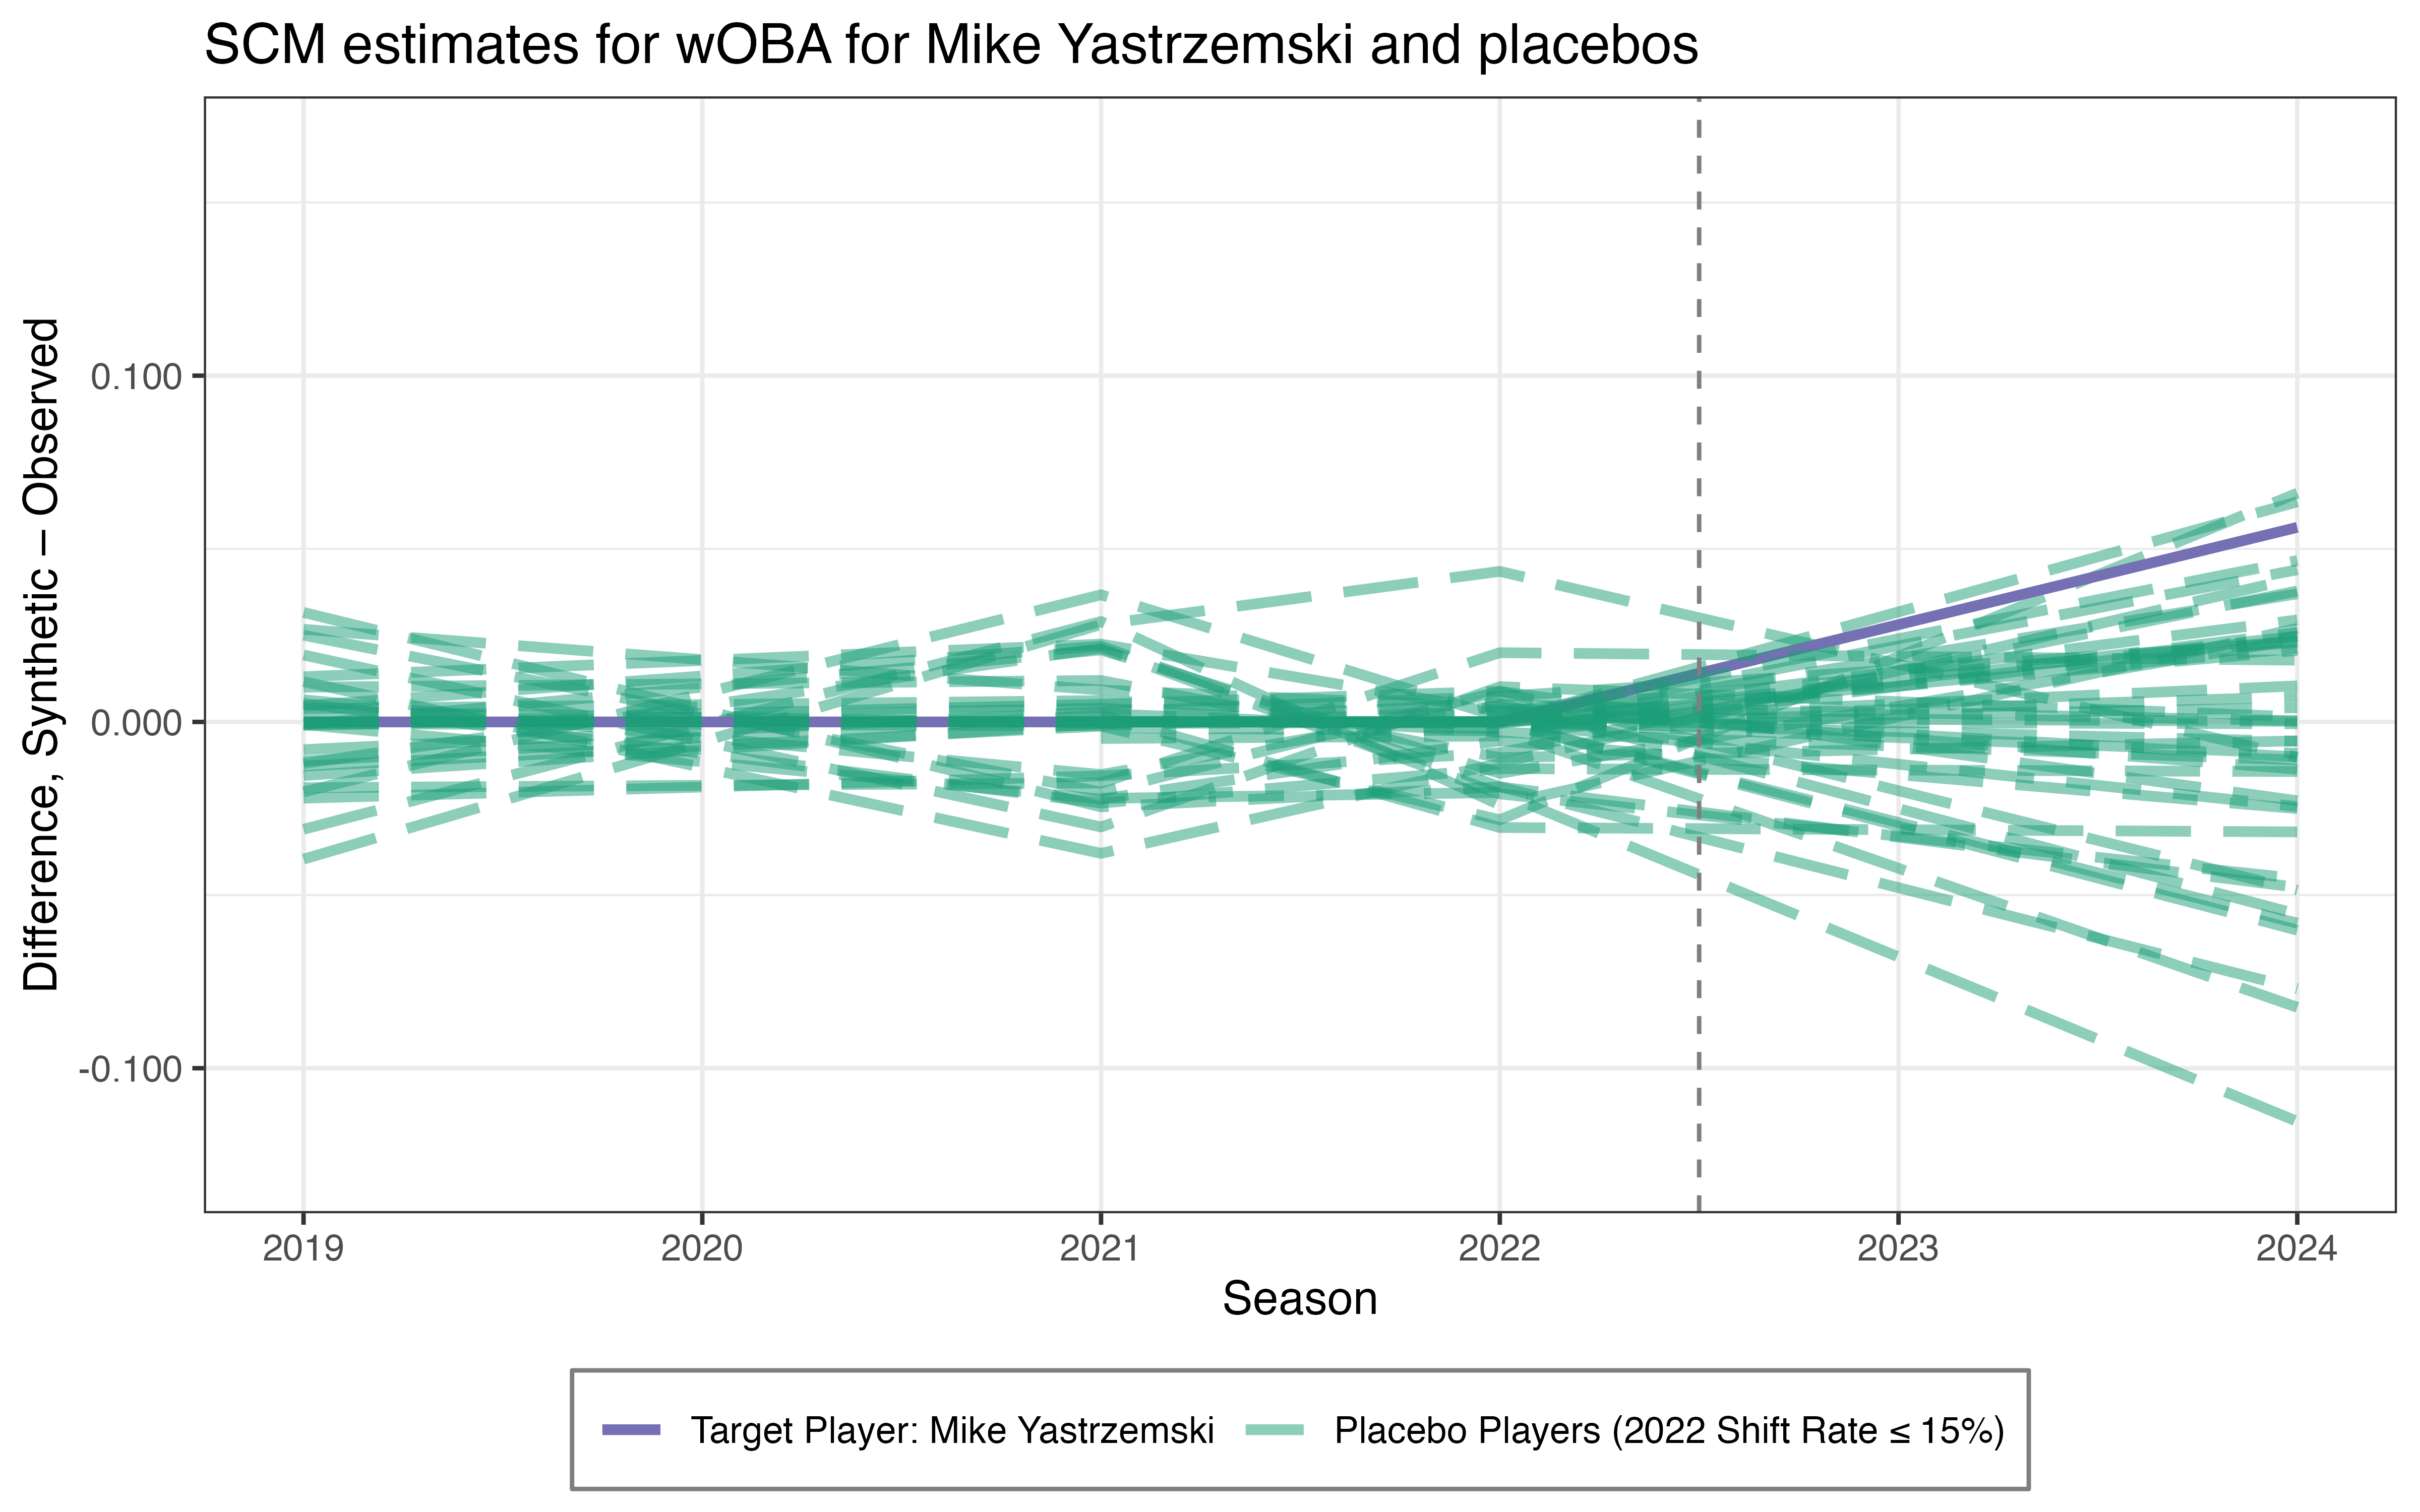 SCM estimates for wOBA for Mike Yastrzemski and placebos
Difference, Synthetic – Observed
0.100
0.000
-0.100
2019 2020 2021 2022 2023 2024
Season
Target Player: Mike Yastrzemski Placebo Players (2022 Shift Rate ≤ 15%)